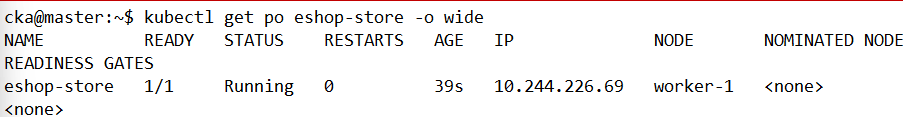 cka@master:~$ kubectl get po eshop-store -o wide
NAME READY STATUS RESTARTS AGE IP NODE NOMINATED NODE
READINESS GATES
eshop-store 1/1 Running 0 39s 10.244.226.69 worker-1 <none>
<none>